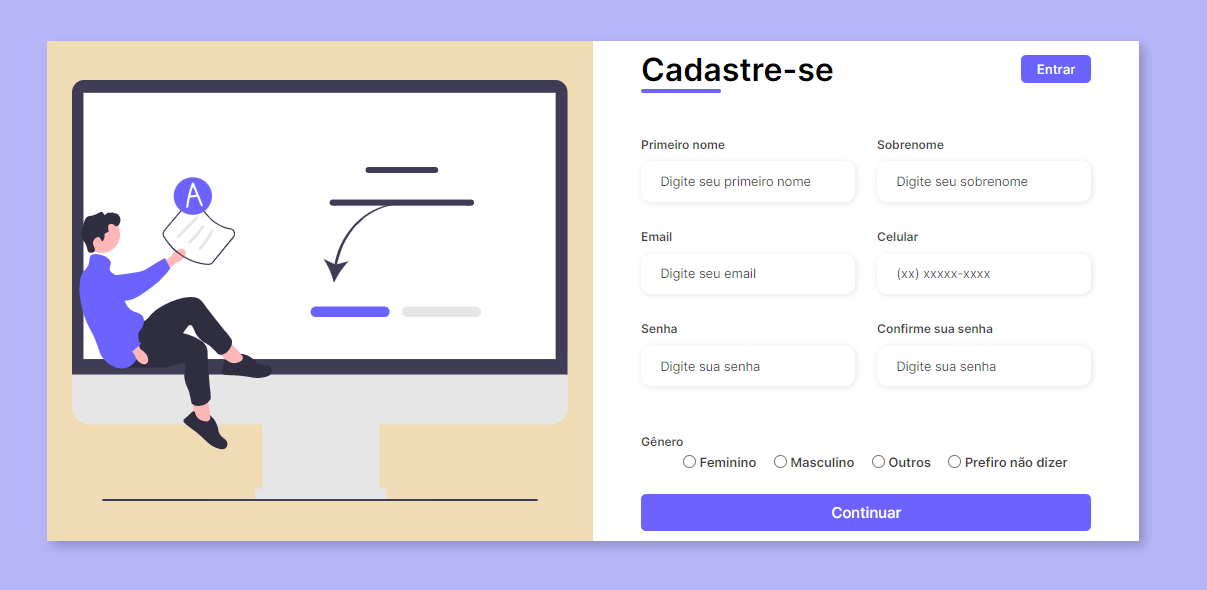 Cadastre-se
Entrar
Primeiro nome
Sobrenome
Digite seu primeiro nome
Digite seu sobrenome
Email
Celular
Digite seu email
(xx) xxxxx-xxxx
Senha
Confirme sua senha
Digite sua senha
Digite sua senha
Gênero
Feminino
Masculino
Outros
Prefiro não dizer
Continuar
A